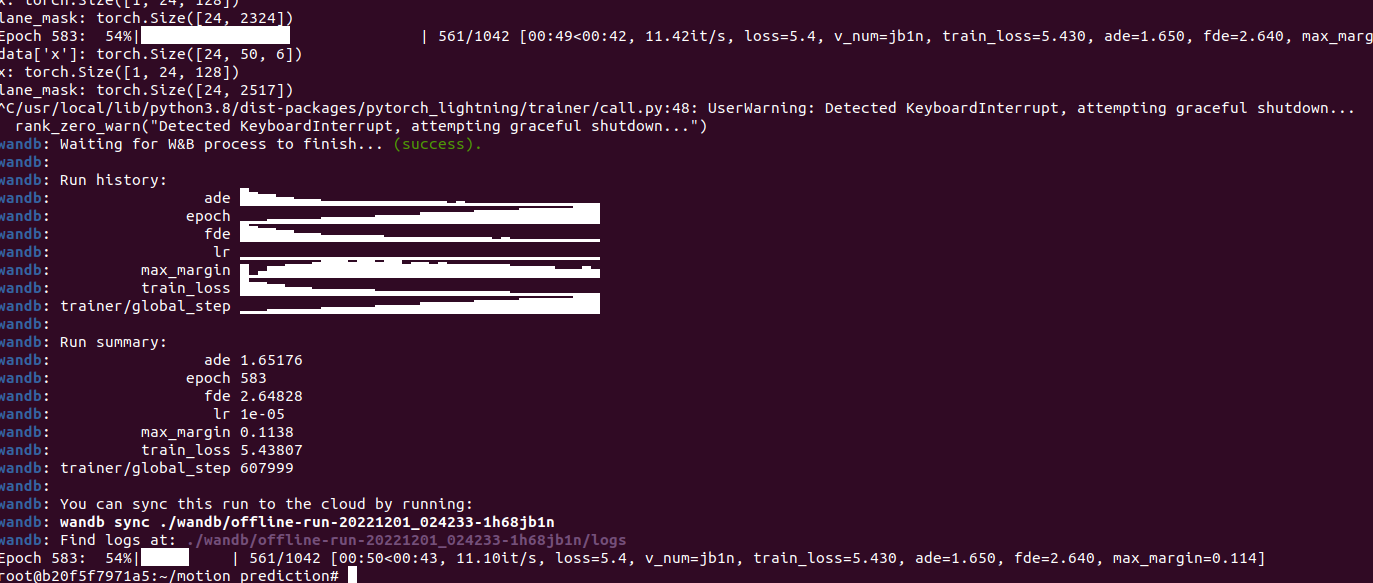 x: torch.Size([1, 24, 128])
lane_mask: torch.Size([24, 2324])
Epoch 583:  54%| | 561/1042 [00:49<00:42, 11.42it/s, loss=5.4, v_num=jb1n, train_loss=5.430, ade=1.650, fde=2.640, max_marg
data['x']: torch.Size([24, 50, 6])
x: torch.Size([1, 24, 128])
lane_mask: torch.Size([24, 2517])
^C/usr/local/lib/python3.8/dist-packages/pytorch_lightning/trainer/call.py:48: UserWarning: Detected KeyboardInterrupt, attempting graceful shutdown...
  rank_zero_warn("Detected KeyboardInterrupt, attempting graceful shutdown...")
wandb: Waiting for W&B process to finish... (success).
wandb:
wandb: Run history:
wandb: ade
wandb: epoch
wandb: fde
wandb: lr
wandb: max_margin
wandb: train_loss
wandb: trainer/global_step
wandb:
wandb: Run summary:
wandb: ade 1.65176
wandb: epoch 583
wandb: fde 2.64828
wandb: lr 1e-05
wandb: max_margin 0.1138
wandb: train_loss 5.43807
wandb: trainer/global_step 607999
wandb:
wandb: You can sync this run to the cloud by running:
wandb: wandb sync ./wandb/offline-run-20221201_024233-1h68jb1n
wandb: Find logs at: ./wandb/offline-run-20221201_024233-1h68jb1n/logs
Epoch 583:  54%| | 561/1042 [00:50<00:43, 11.10it/s, loss=5.4, v_num=jb1n, train_loss=5.430, ade=1.650, fde=2.640, max_margin=0.114]
root@b20f5f7971a5:~/motion_prediction#